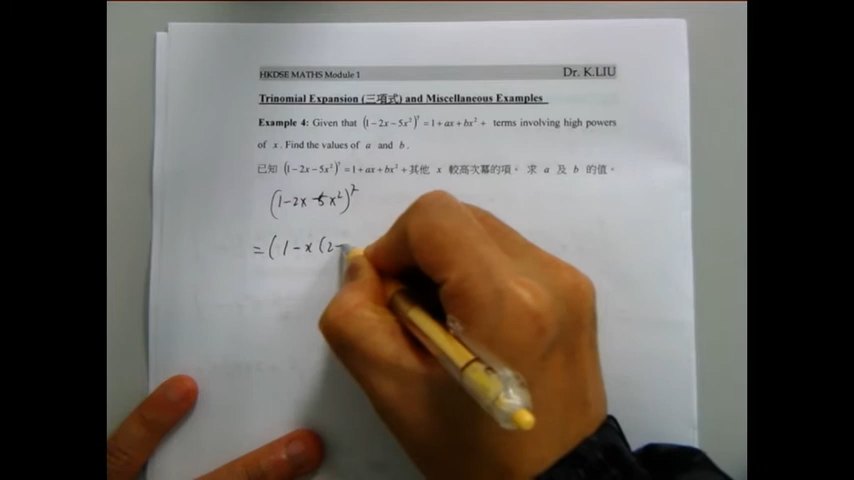 HKDSE MATHS Module 1 Dr. K.LIU
Trinomial Expansion (三項式) and Miscellaneous Examples
Example 4: Given that (1−2x−5x²)⁷ = 1+ax+bx²+ terms involving high powers
of x. Find the values of a and b.
已知 (1−2x−5x²)⁷ = 1+ax+bx²+其他 x 較高次冪的項。求 a 及 b 的值。
(1-2x-5x²)⁷
= (1-x(2-